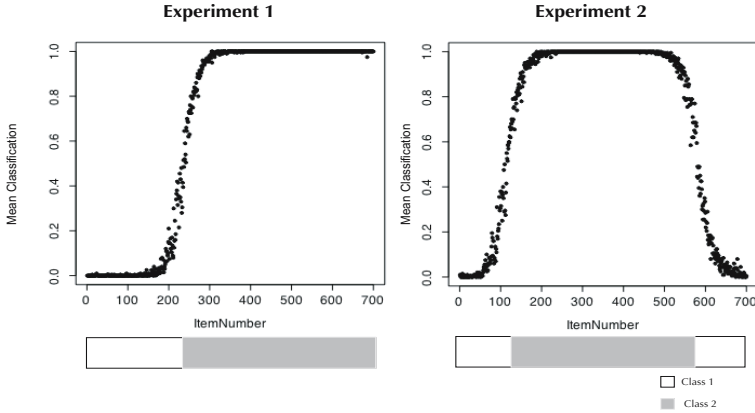 Experiment 1
Mean Classification
1.0
0.8
0.6
0.4
0.2
0.0
0 100 200 300 400 500 600 700
ItemNumber
Experiment 2
Mean Classification
1.0
0.8
0.6
0.4
0.2
0.0
0 100 200 300 400 500 600 700
ItemNumber
Class 1
Class 2